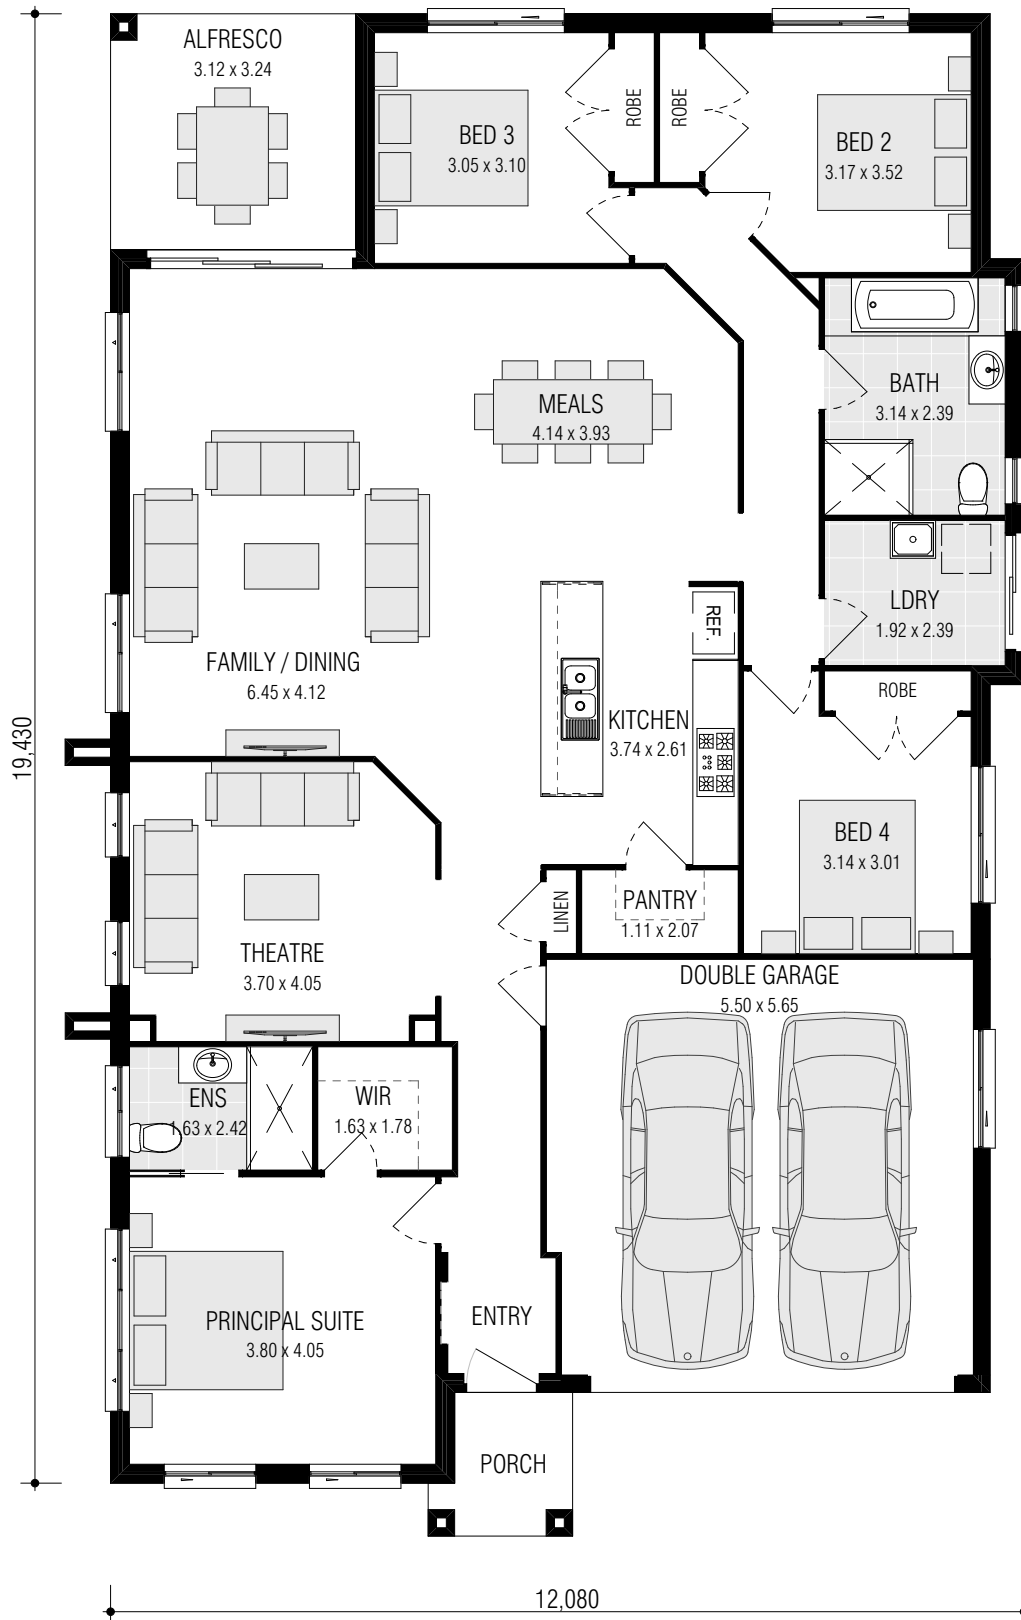 ALFRESCO
3.12 x 3.24
BED 3
3.05 x 3.10
ROBE
ROBE
BED 2
3.17 x 3.52
BATH
3.14 x 2.39
MEALS
4.14 x 3.93
LDRY
1.92 x 2.39
REF.
FAMILY / DINING
6.45 x 4.12
ROBE
KITCHEN
3.74 x 2.61
19,430
BED 4
3.14 x 3.01
PANTRY
1.11 x 2.07
LINEN
THEATRE
3.70 x 4.05
DOUBLE GARAGE
5.50 x 5.65
ENS
1.63 x 2.42
WIR
1.63 x 1.78
PRINCIPAL SUITE
3.80 x 4.05
ENTRY
PORCH
12,080